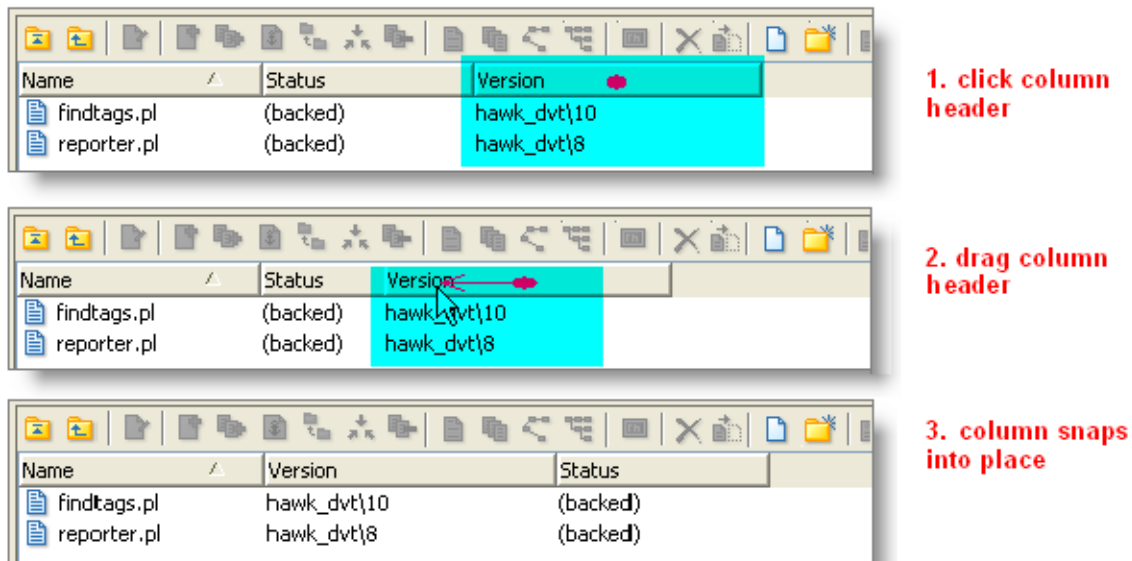 Name Status Version
findtags.pl (backed) hawk_dvt\10
reporter.pl (backed) hawk_dvt\8
1. click column
header
Name Status Version
findtags.pl (backed) hawk_dvt\10
reporter.pl (backed) hawk_dvt\8
2. drag column
header
Name Version Status
findtags.pl hawk_dvt\10 (backed)
reporter.pl hawk_dvt\8 (backed)
3. column snaps
into place